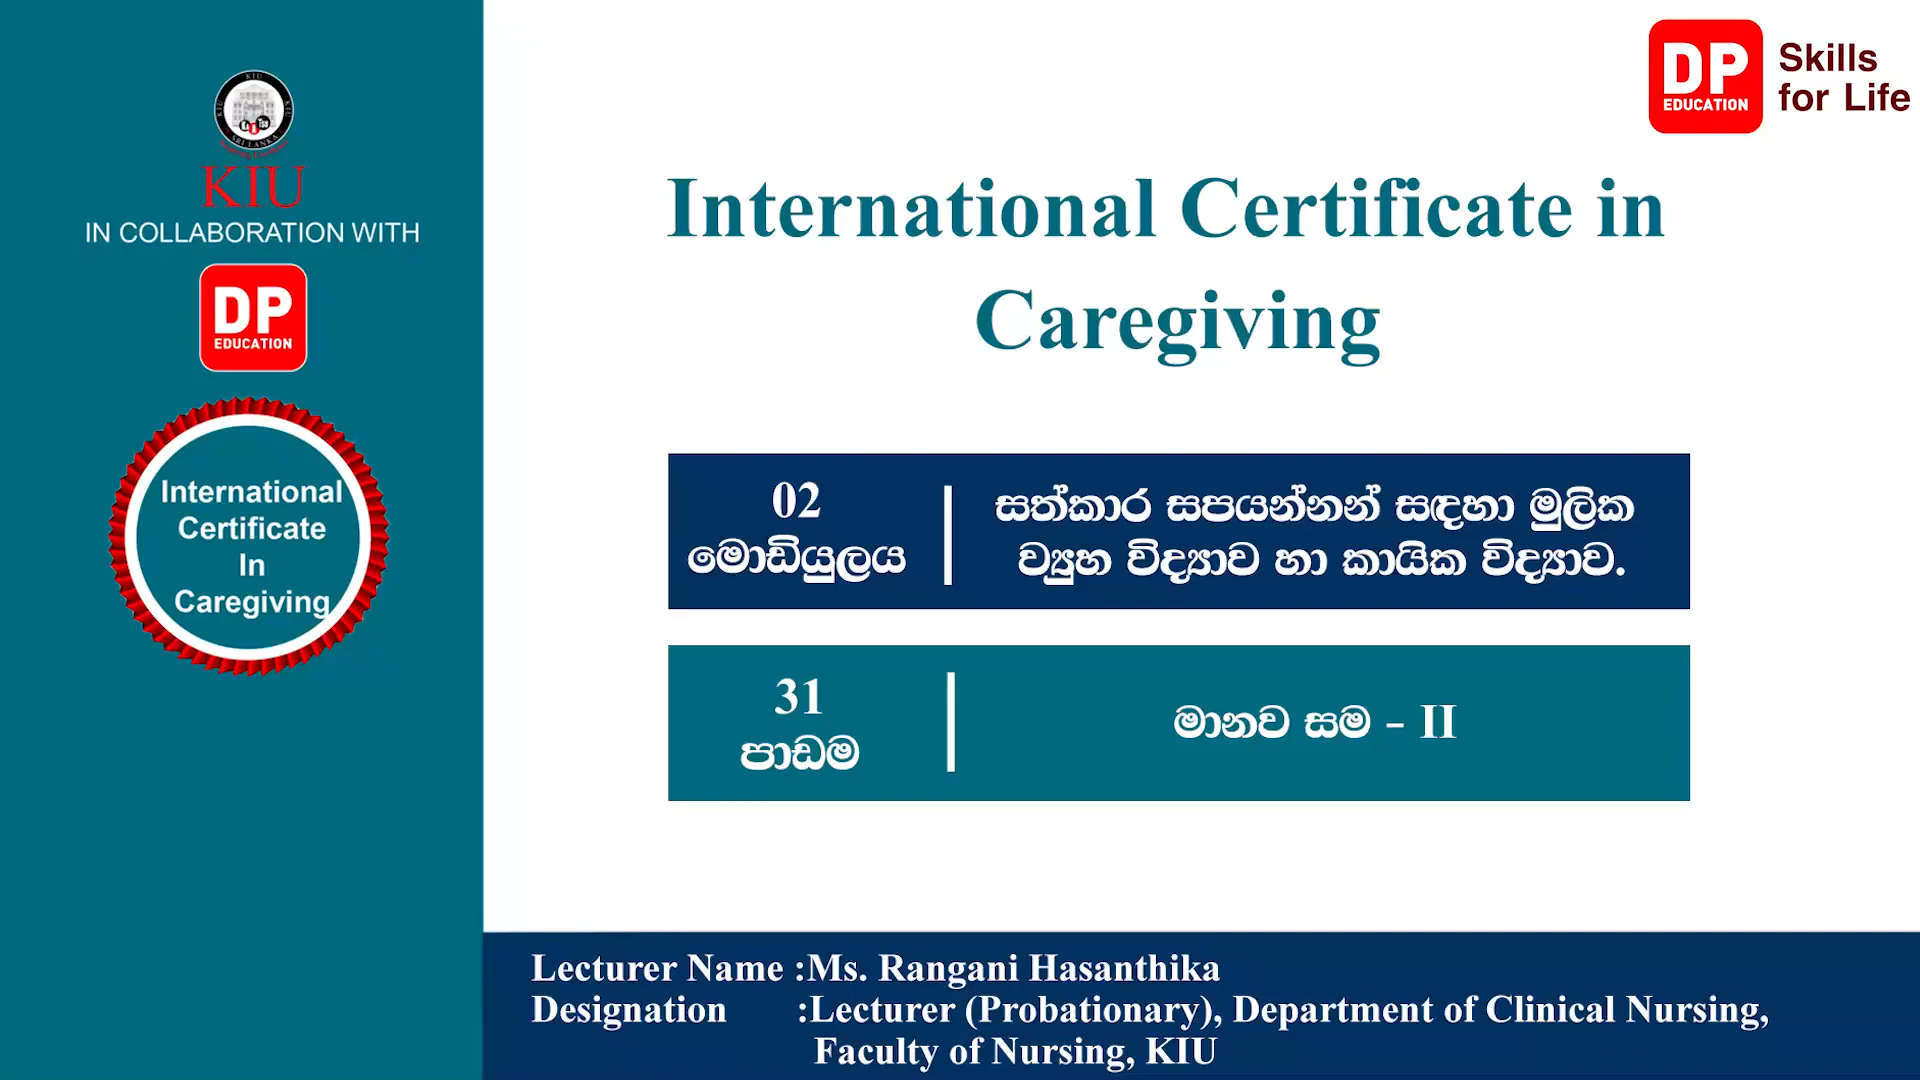 KIU
IN COLLABORATION WITH
DP
EDUCATION
International
Certificate
In
Caregiving
DP
EDUCATION
Skills
for Life
International Certificate in
Caregiving
02
මොඩියුලය
සත්කාර සපයන්නන් සඳහා මුලික
ව්‍යුහ විද්‍යාව හා කායික විද්‍යාව.
31
පාඩම
මානව සම - II
Lecturer Name :Ms. Rangani Hasanthika
Designation :Lecturer (Probationary), Department of Clinical Nursing,
Faculty of Nursing, KIU